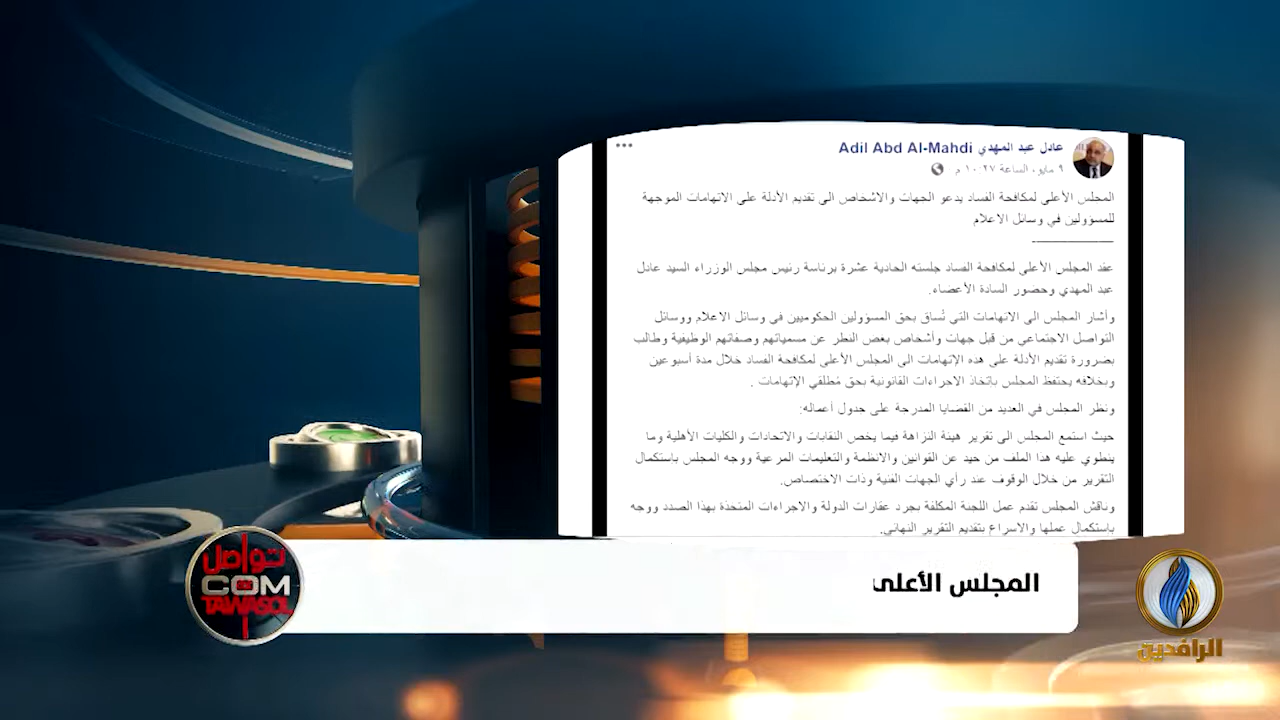 عادل عبد المهدي Adil Abd Al-Mahdi
٩ مايو، الساعة ١٠:٢٧ م
المجلس الأعلى لمكافحة الفساد يدعو الجهات والاشخاص الى تقديم الأدلة على الاتهامات الموجهة
للمسؤولين في وسائل الاعلام
عقد المجلس الأعلى لمكافحة الفساد جلسته الحادية عشرة برئاسة رئيس مجلس الوزراء السيد عادل
عبد المهدي وحضور السادة الأعضاء.
وأشار المجلس الى الاتهامات التي تُساق بحق المسؤولين الحكوميين في وسائل الاعلام ووسائل
التواصل الاجتماعي من قبل جهات وأشخاص بغض النظر عن مسمياتهم وصفاتهم الوظيفية وطالب
بضرورة تقديم الأدلة على هذه الإتهامات الى المجلس الأعلى لمكافحة الفساد خلال مدة أسبوعين
وبخلافه يحتفظ المجلس باتخاذ الاجراءات القانونية بحق مُطلقي الإتهامات .
ونظر المجلس في العديد من القضايا المدرجة على جدول أعماله:
حيث استمع المجلس الى تقرير هيئة النزاهة فيما يخص النقابات والاتحادات والكليات الأهلية وما
ينطوي عليه هذا الملف من حيد عن القوانين والانظمة والتعليمات المرعية ووجه المجلس باستكمال
التقرير من خلال الوقوف عند رأي الجهات الفنية وذات الاختصاص.
وناقش المجلس تقدم عمل اللجنة المكلفة بجرد عقارات الدولة والاجراءات المتخذة بهذا الصدد ووجه
باستكمال عملها والاسراع بتقديم التقرير النهائي.
المجلس الأعلى
تواصل
COM
TAWASOL
الرافدين